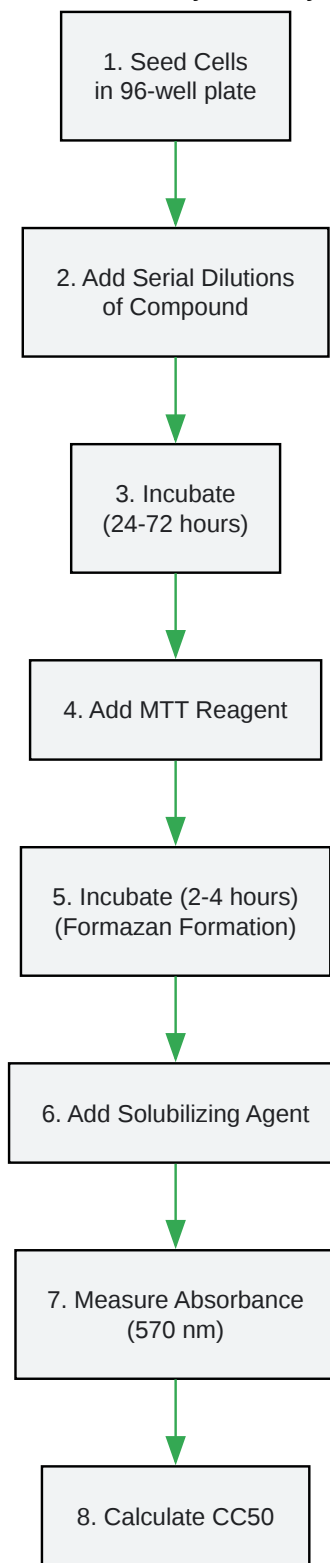 1. Seed Cells
in 96-well plate
2. Add Serial Dilutions
of Compound
3. Incubate
(24-72 hours)
4. Add MTT Reagent
5. Incubate (2-4 hours)
(Formazan Formation)
6. Add Solubilizing Agent
7. Measure Absorbance
(570 nm)
8. Calculate CC50